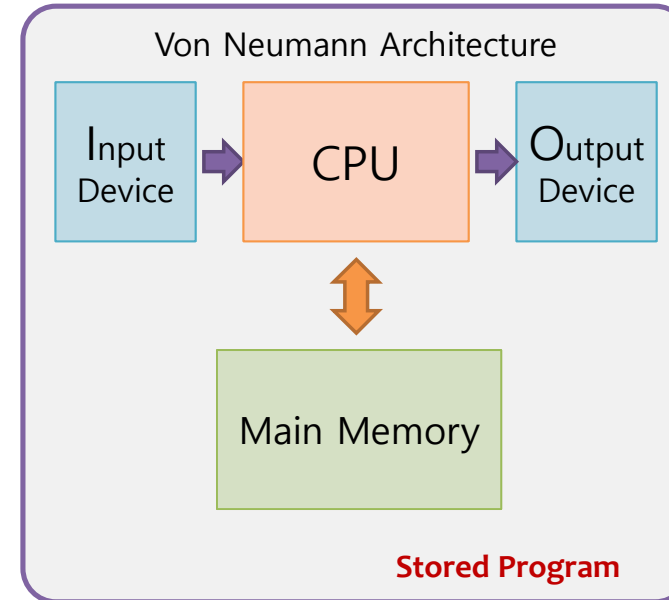 Von Neumann Architecture
Input
Device
CPU
Output
Device
Main Memory
Stored Program